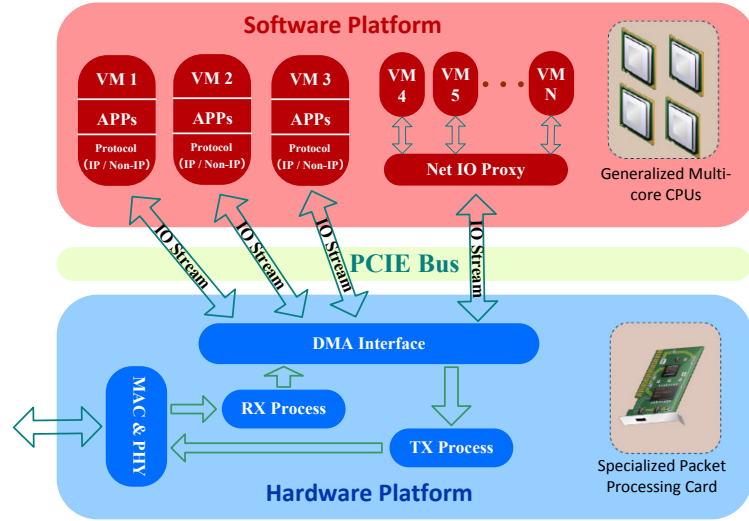 Software Platform
VM 1
APPs
Protocol
(IP / Non-IP)
VM 2
APPs
Protocol
(IP / Non-IP)
VM 3
APPs
Protocol
(IP / Non-IP)
VM
4
VM
5
· · ·
VM
N
Net IO Proxy
Generalized Multi-
core CPUs
IO Stream
IO Stream
IO Stream
IO Stream
PCIE Bus
DMA Interface
MAC & PHY
RX Process
TX Process
Specialized Packet
Processing Card
Hardware Platform